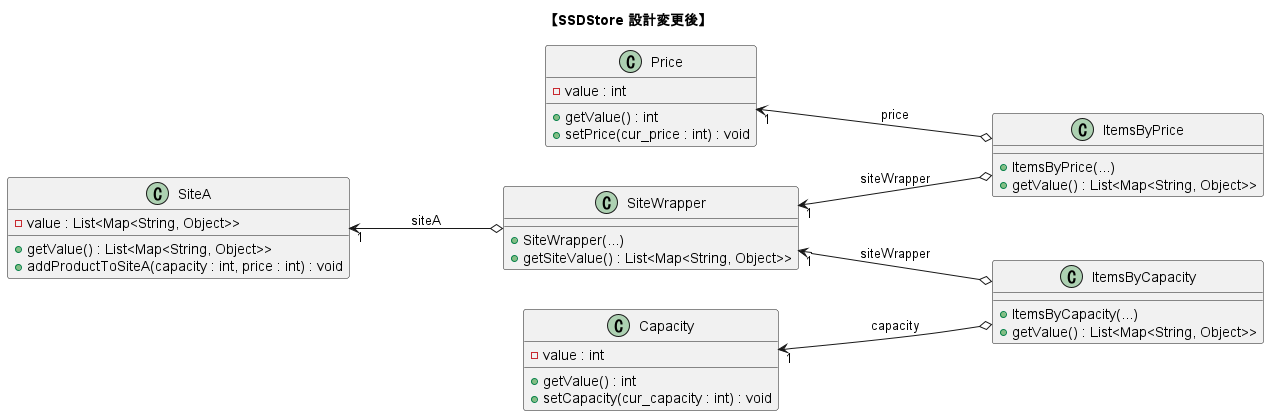 【SSDStore 設計変更後】
C Price
value : int
getValue() : int
setPrice(cur_price : int) : void
1
price
C ItemsByPrice
ItemsByPrice(...)
getValue() : List<Map<String, Object>>
C SiteA
value : List<Map<String, Object>>
getValue() : List<Map<String, Object>>
addProductToSiteA(capacity : int, price : int) : void
1
siteA
C SiteWrapper
SiteWrapper(...)
getSiteValue() : List<Map<String, Object>>
1
siteWrapper
1
siteWrapper
C ItemsByCapacity
ItemsByCapacity(...)
getValue() : List<Map<String, Object>>
C Capacity
value : int
getValue() : int
setCapacity(cur_capacity : int) : void
1
capacity